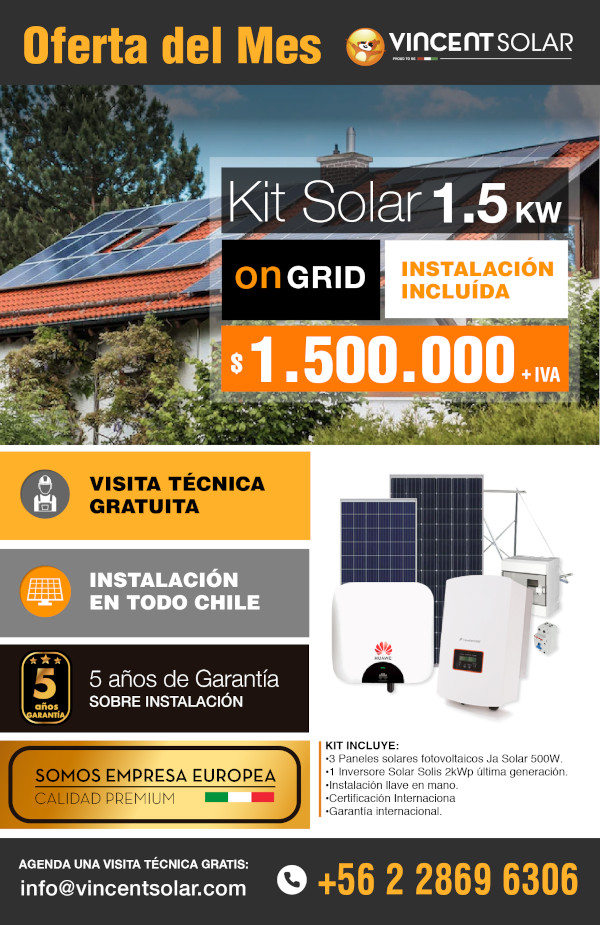 Oferta del Mes
VINCENTSOLAR
PROUD TO BE
Kit Solar 1.5 KW
on GRID
INSTALACIÓN
INCLUÍDA
$ 1.500.000 + IVA
VISITA TÉCNICA
GRATUITA
INSTALACIÓN
EN TODO CHILE
5
años
GARANTÍA
5 años de Garantía
SOBRE INSTALACIÓN
SOMOS EMPRESA EUROPEA
CALIDAD PREMIUM
HUAWEI
KIT INCLUYE:
•3 Paneles solares fotovoltaicos Ja Solar 500W.
•1 Inversore Solar Solis 2kWp última generación.
•Instalación llave en mano.
•Certificación Internaciona
•Garantía internacional.
AGENDA UNA VISITA TÉCNICA GRATIS:
info@vincentsolar.com
+56 2 2869 6306